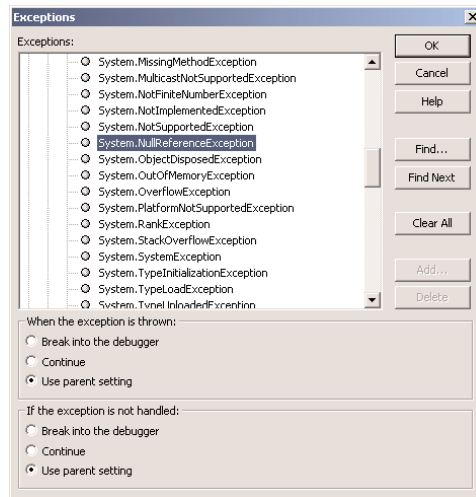 Exceptions
Exceptions:
System.MissingMethodException
System.MulticastNotSupportedException
System.NotFiniteNumberException
System.NotImplementedException
System.NotSupportedException
System.NullReferenceException
System.ObjectDisposedException
System.OutOfMemoryException
System.OverflowException
System.PlatformNotSupportedException
System.RankException
System.StackOverflowException
System.SystemException
System.TypeInitializationException
System.TypeLoadException
System.TypeUnloadedException
OK
Cancel
Help
Find...
Find Next
Clear All
Add...
Delete
When the exception is thrown:
Break into the debugger
Continue
Use parent setting
If the exception is not handled:
Break into the debugger
Continue
Use parent setting